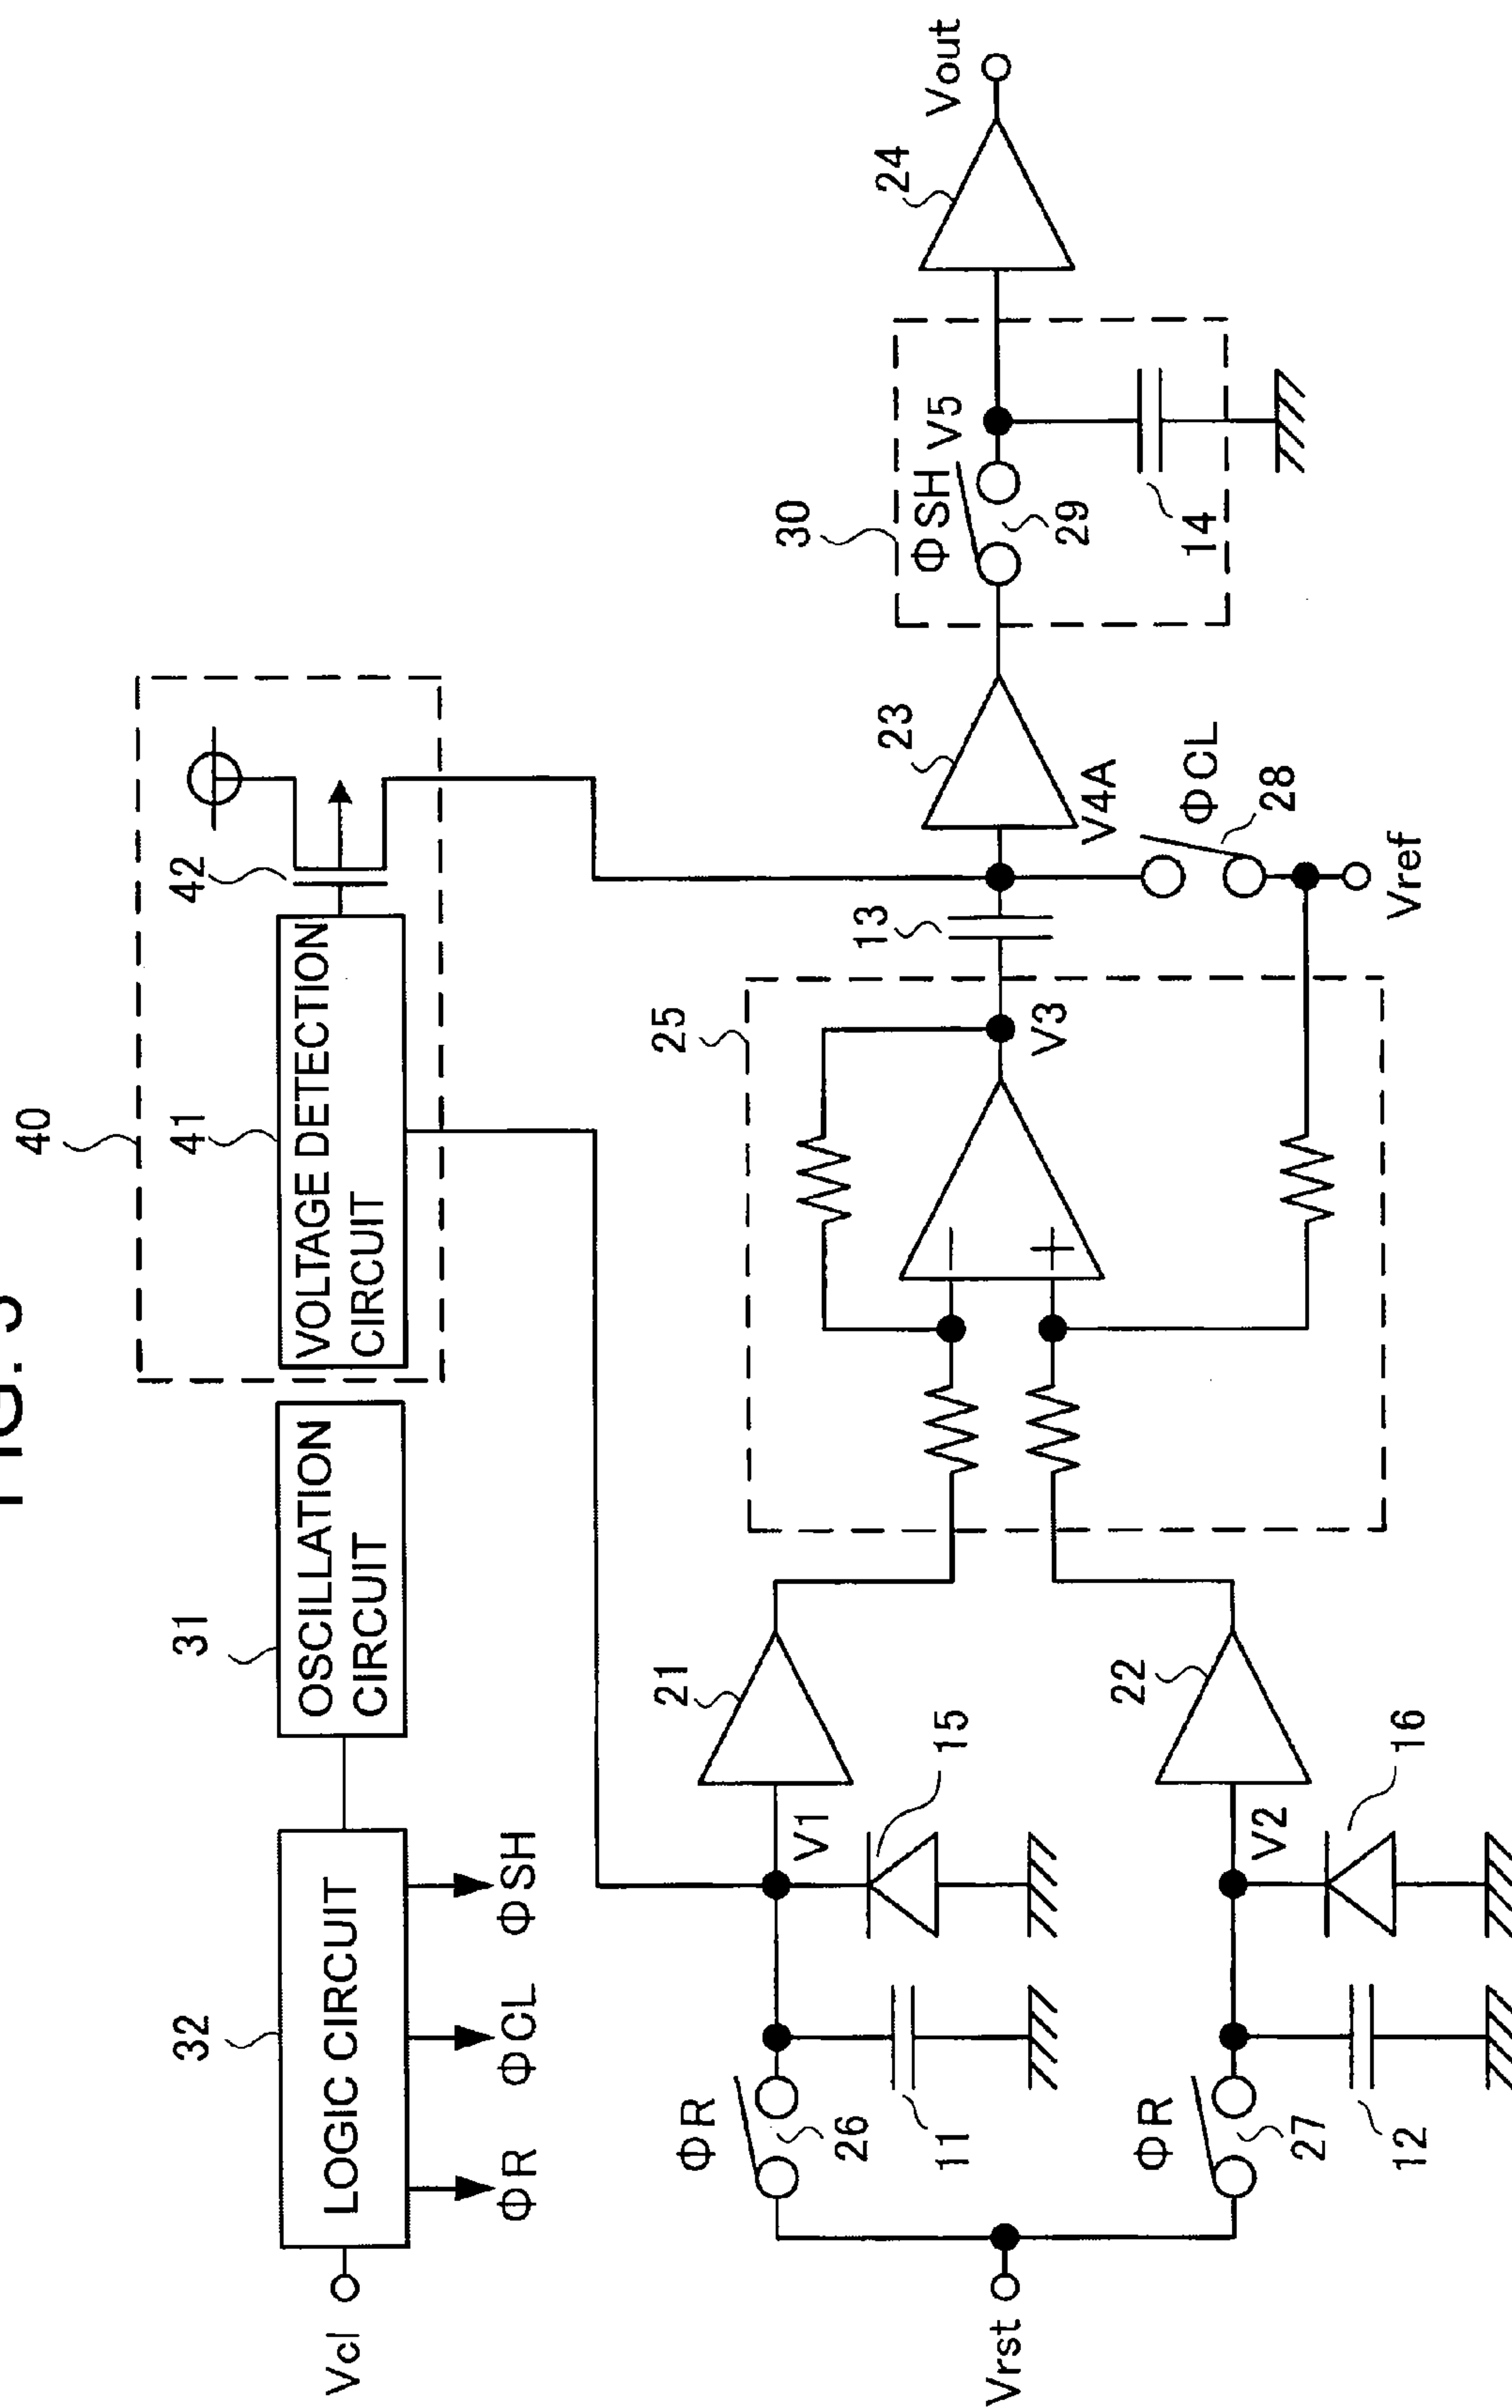 40
41
42
VOLTAGE DETECTION
CIRCUIT
31
OSCILLATION
CIRCUIT
32
LOGIC CIRCUIT
Vcl
ΦR
ΦCL
ΦSH
Vrst
ΦR
26
11
V1
15
21
ΦR
27
12
V2
16
22
25
−
+
V3
13
V4A
23
ΦCL
28
Vref
30
ΦSH
29
V5
14
24
Vout